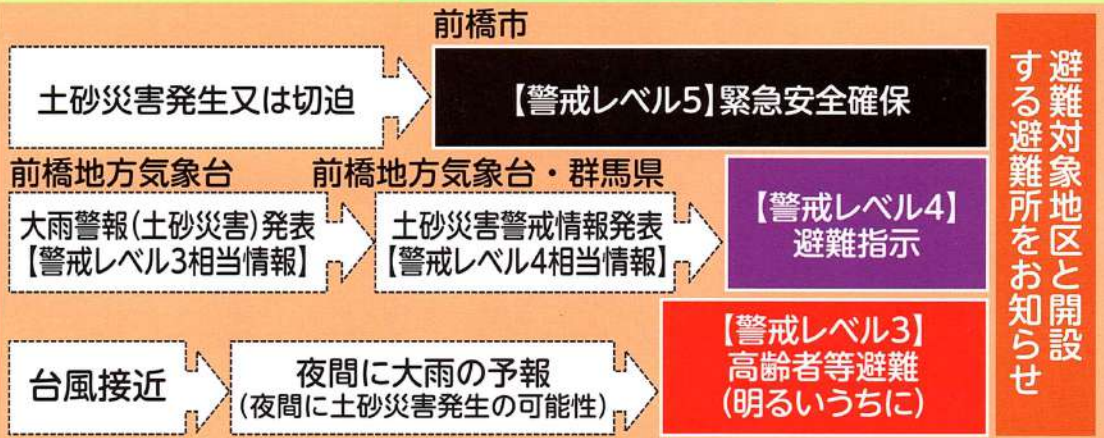 前橋市
土砂災害発生又は切迫
【警戒レベル5】緊急安全確保
前橋地方気象台
前橋地方気象台・群馬県
大雨警報(土砂災害)発表
【警戒レベル3相当情報】
土砂災害警戒情報発表
【警戒レベル4相当情報】
【警戒レベル4】
避難指示
台風接近
夜間に大雨の予報
(夜間に土砂災害発生の可能性)
【警戒レベル3】
高齢者等避難
(明るいうちに)
避難対象地区と開設
する避難所をお知らせ